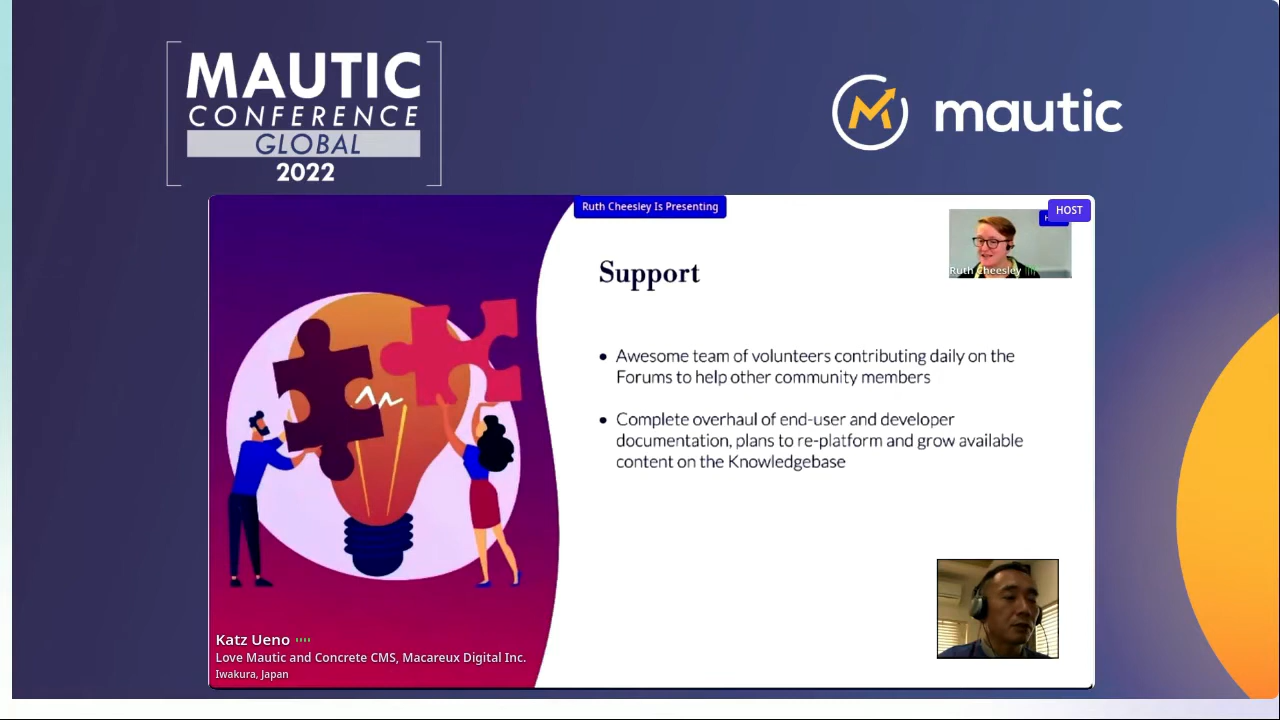 MAUTIC
CONFERENCE
GLOBAL
2022
mautic
Ruth Cheesley Is Presenting
HOST
Ruth Cheesley
Support
• Awesome team of volunteers contributing daily on the
Forums to help other community members
• Complete overhaul of end-user and developer
documentation, plans to re-platform and grow available
content on the Knowledgebase
Katz Ueno
Love Mautic and Concrete CMS, Macareux Digital Inc.
Iwakura, Japan